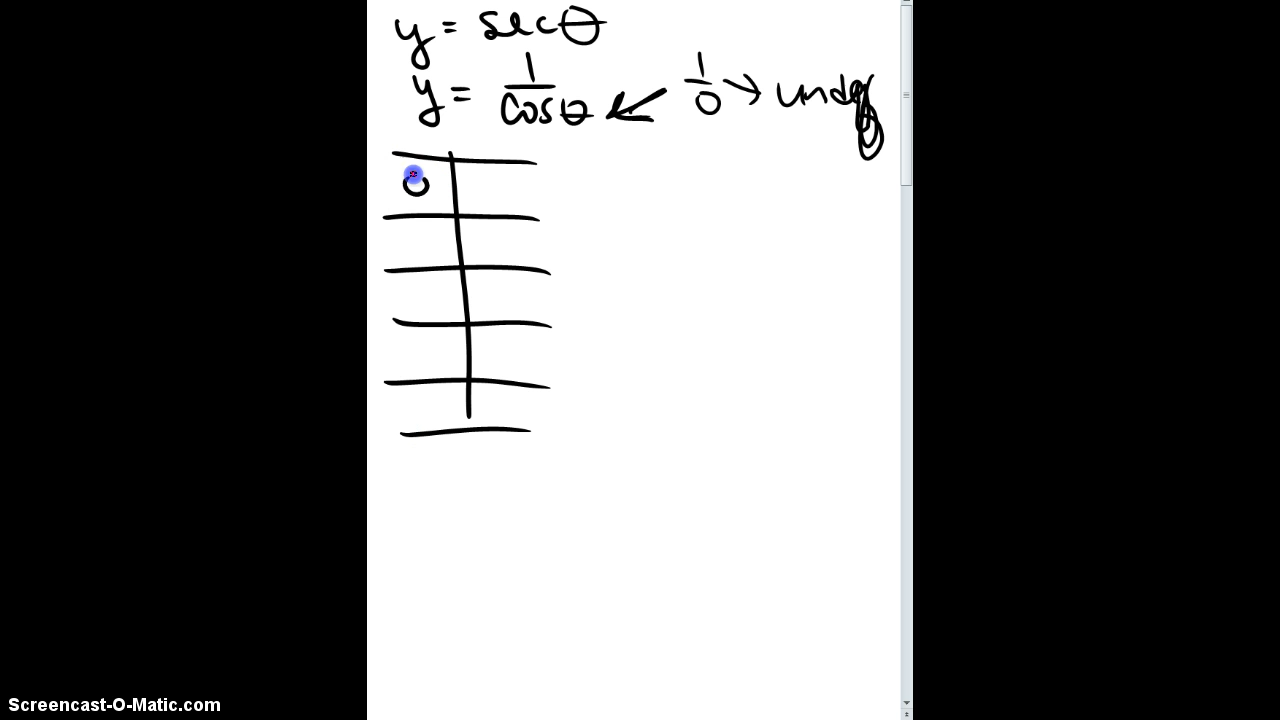 y = secθ
y = 1/cosθ ← 1/0 → undef
0
Screencast-O-Matic.com